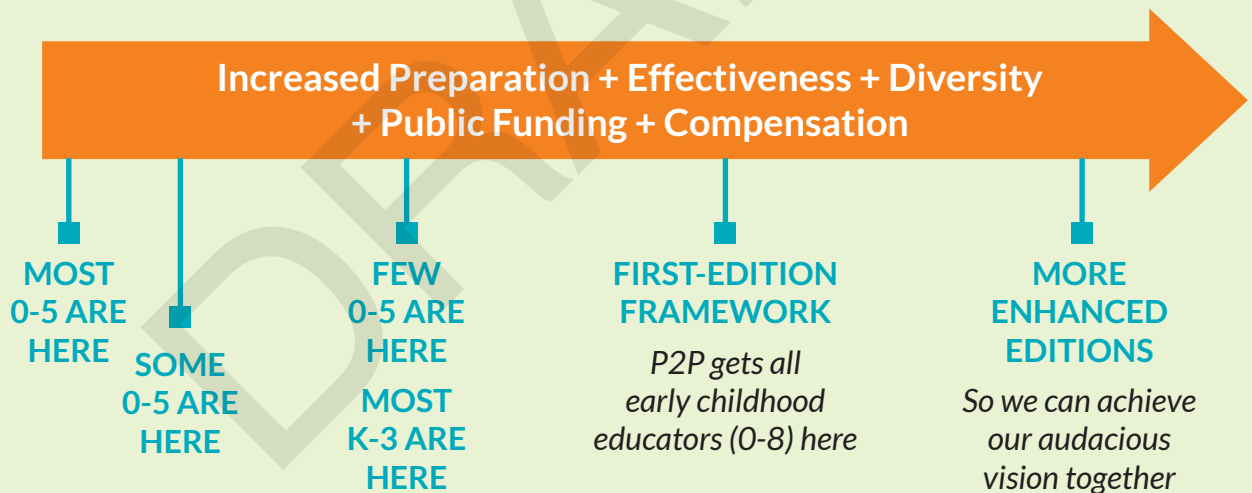 Increased Preparation + Effectiveness + Diversity
+ Public Funding + Compensation
MOST
0-5 ARE
HERE
SOME
0-5 ARE
HERE
FEW
0-5 ARE
HERE
MOST
K-3 ARE
HERE
FIRST-EDITION
FRAMEWORK
P2P gets all
early childhood
educators (0-8) here
MORE
ENHANCED
EDITIONS
So we can achieve
our audacious
vision together